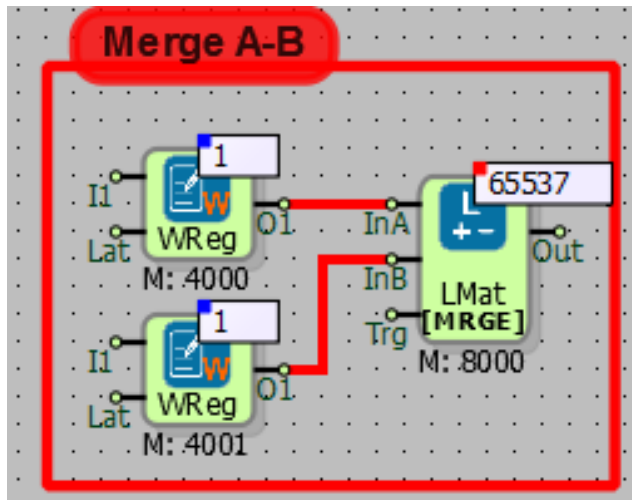 Merge A-B
1
I1
W
O1
Lat
WReg
M: 4000
1
I1
W
O1
Lat
WReg
M: 4001
65537
InA
L
+-
Out
InB
LMat
Trg
[MRGE]
M: 8000